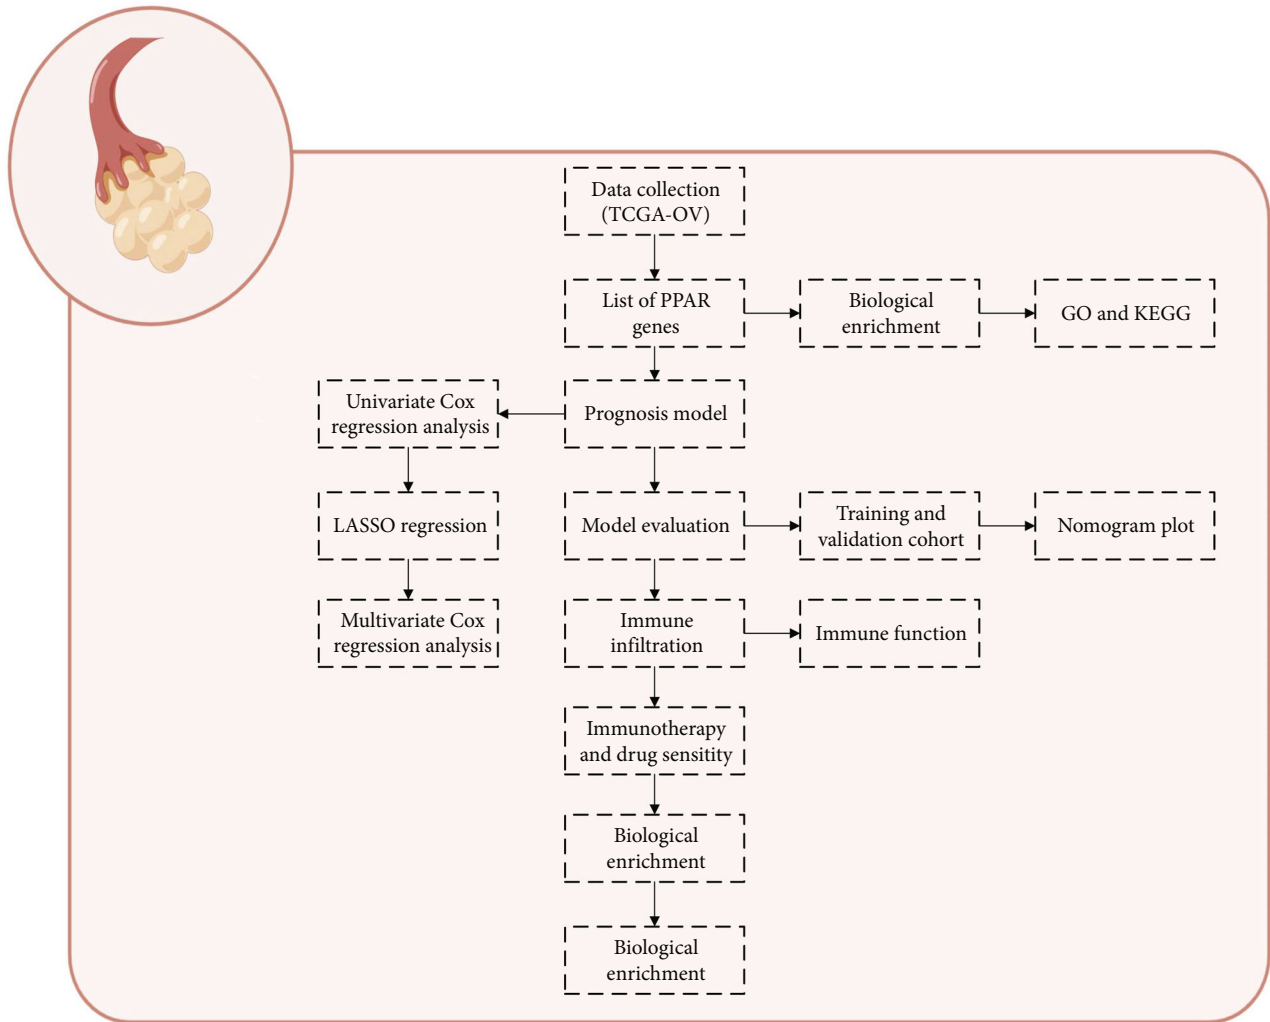 Data collection
(TCGA-OV)
List of PPAR
genes
Biological
enrichment
GO and KEGG
Univariate Cox
regression analysis
Prognosis model
LASSO regression
Model evaluation
Training and
validation cohort
Nomogram plot
Multivariate Cox
regression analysis
Immune
infiltration
Immune function
Immunotherapy
and drug sensitity
Biological
enrichment
Biological
enrichment